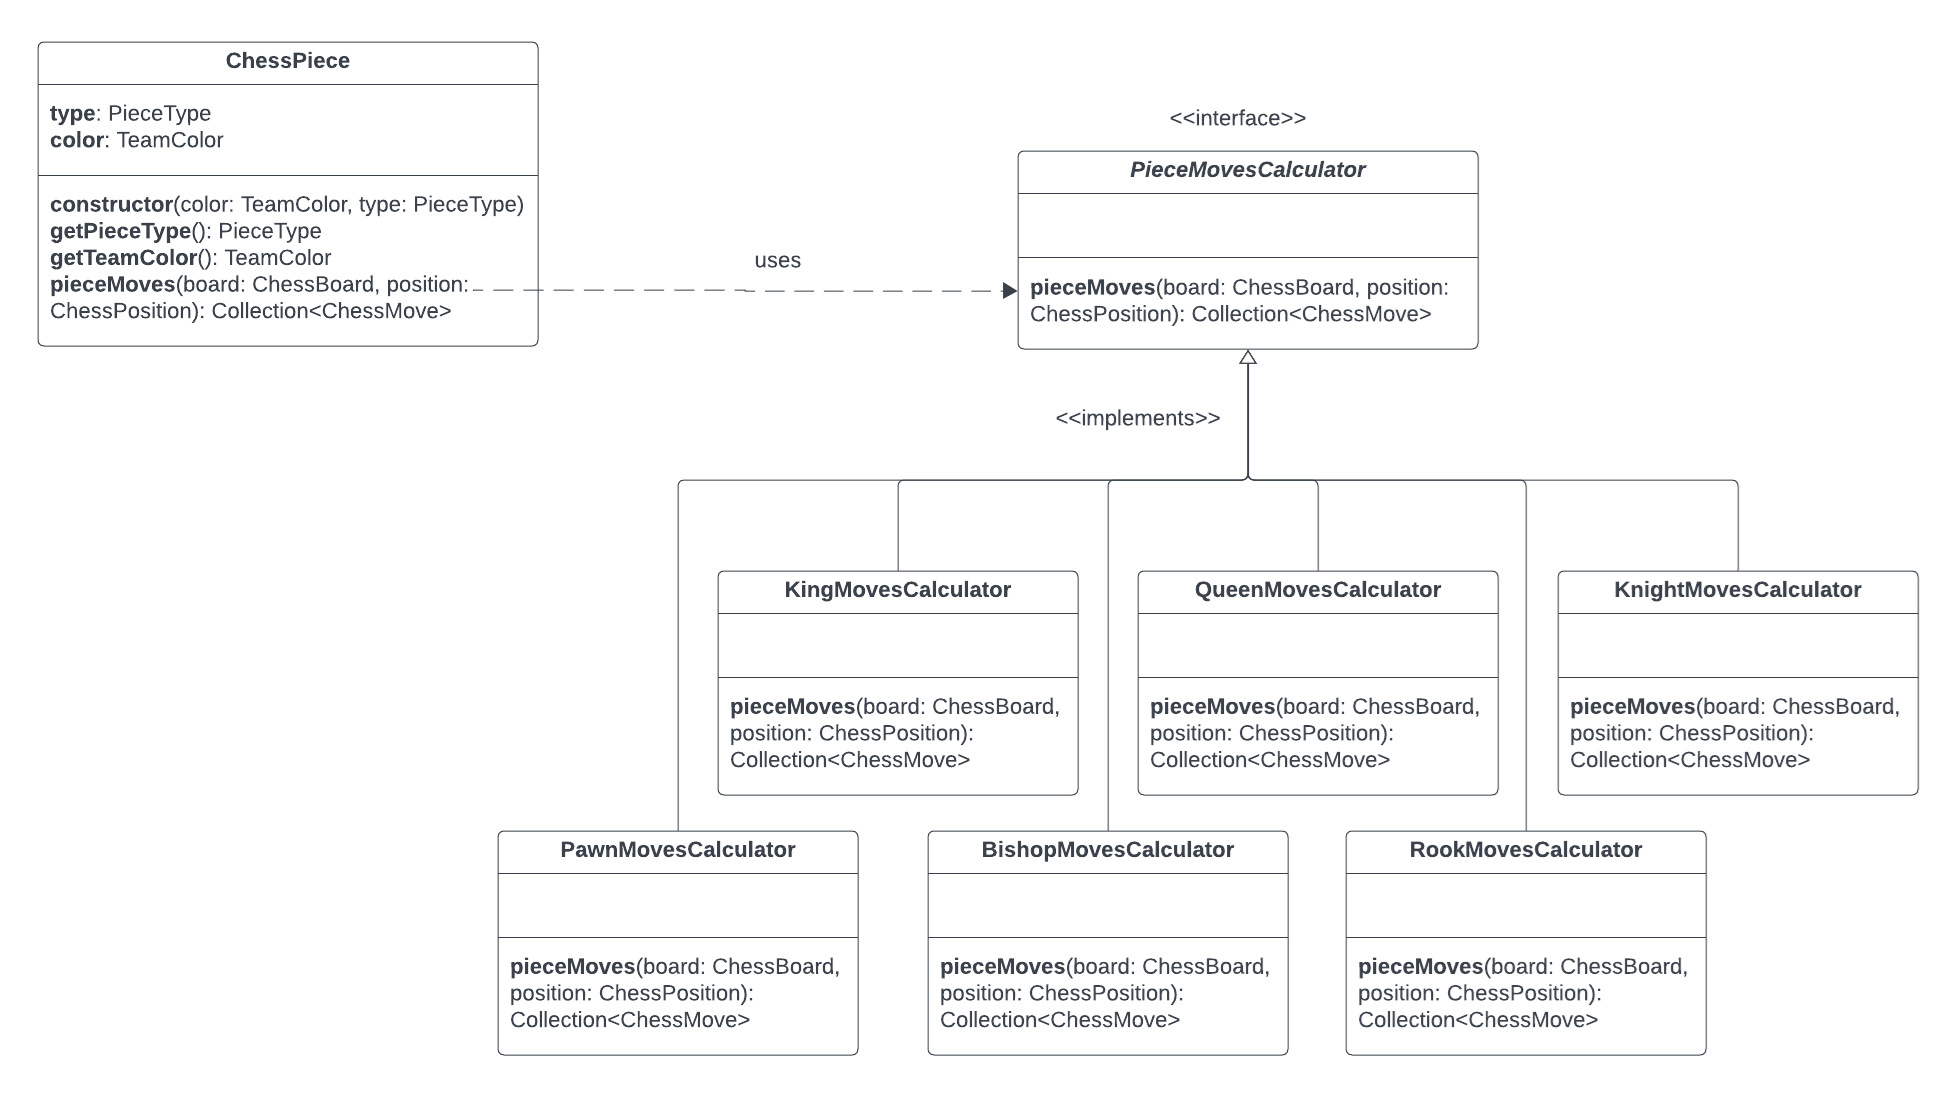 ChessPiece
type: PieceType
color: TeamColor
constructor(color: TeamColor, type: PieceType)
getPieceType(): PieceType
getTeamColor(): TeamColor
pieceMoves(board: ChessBoard, position:
ChessPosition): Collection<ChessMove>
uses
<<interface>>
PieceMovesCalculator
pieceMoves(board: ChessBoard, position:
ChessPosition): Collection<ChessMove>
<<implements>>
KingMovesCalculator
pieceMoves(board: ChessBoard,
position: ChessPosition):
Collection<ChessMove>
QueenMovesCalculator
pieceMoves(board: ChessBoard,
position: ChessPosition):
Collection<ChessMove>
KnightMovesCalculator
pieceMoves(board: ChessBoard,
position: ChessPosition):
Collection<ChessMove>
PawnMovesCalculator
pieceMoves(board: ChessBoard,
position: ChessPosition):
Collection<ChessMove>
BishopMovesCalculator
pieceMoves(board: ChessBoard,
position: ChessPosition):
Collection<ChessMove>
RookMovesCalculator
pieceMoves(board: ChessBoard,
position: ChessPosition):
Collection<ChessMove>